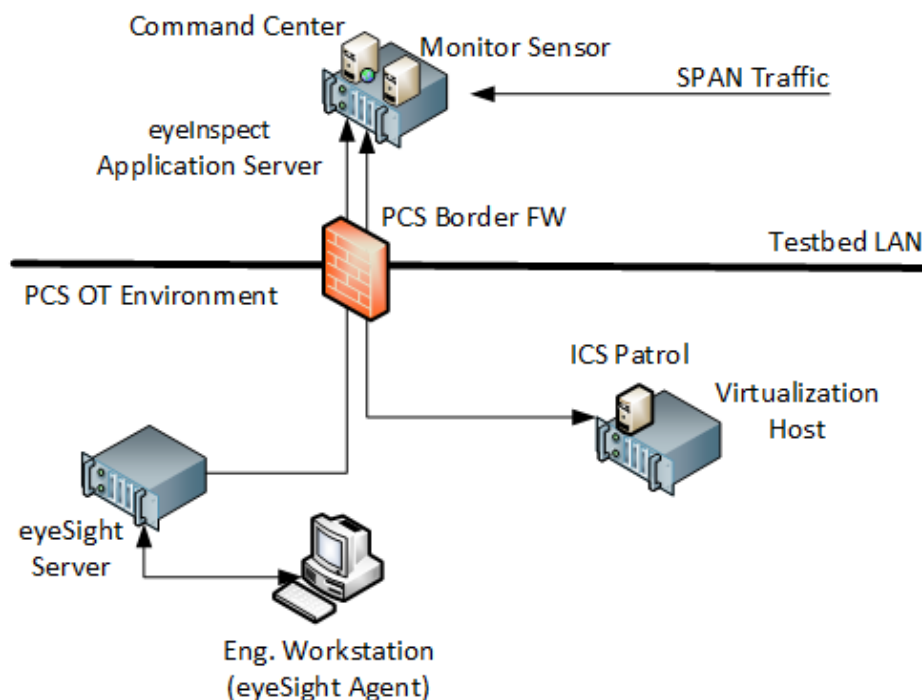 Command Center
Monitor Sensor
SPAN Traffic
eyeInspect
Application Server
PCS Border FW
Testbed LAN
PCS OT Environment
ICS Patrol
Virtualization
Host
eyeSight
Server
Eng. Workstation
(eyeSight Agent)